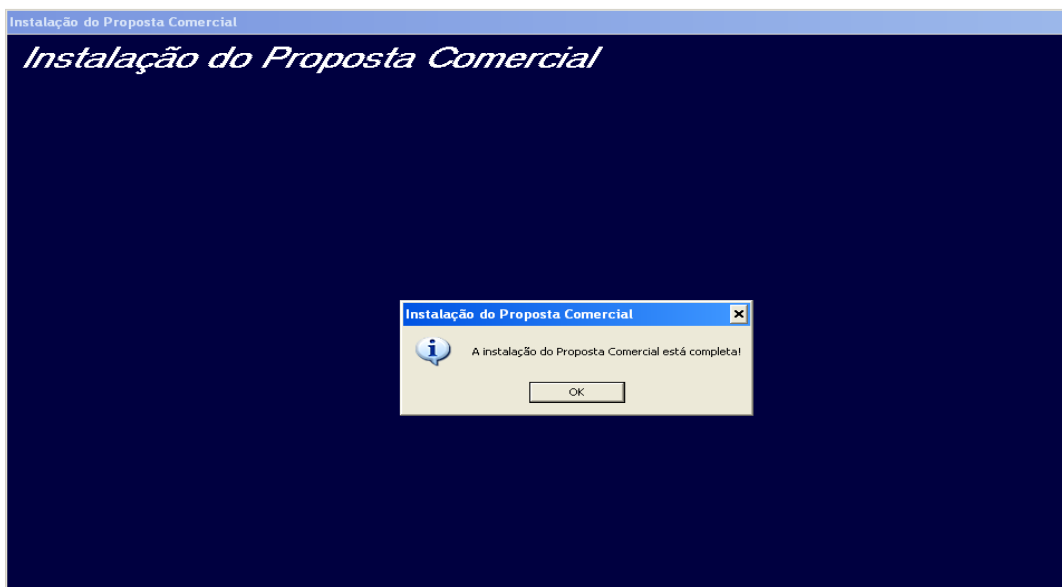 Instalação do Proposta Comercial
Instalação do Proposta Comercial
Instalação do Proposta Comercial
A instalação do Proposta Comercial está completa!
OK